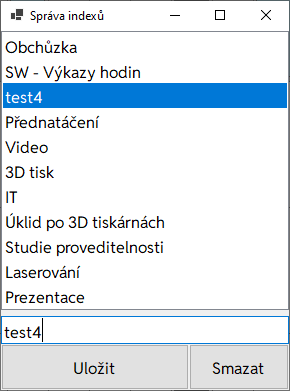 Správa indexů
Obchůzka
SW - Výkazy hodin
test4
Přednatáčení
Video
3D tisk
IT
Úklid po 3D tiskárnách
Studie proveditelnosti
Laserování
Prezentace
test4
Uložit
Smazat